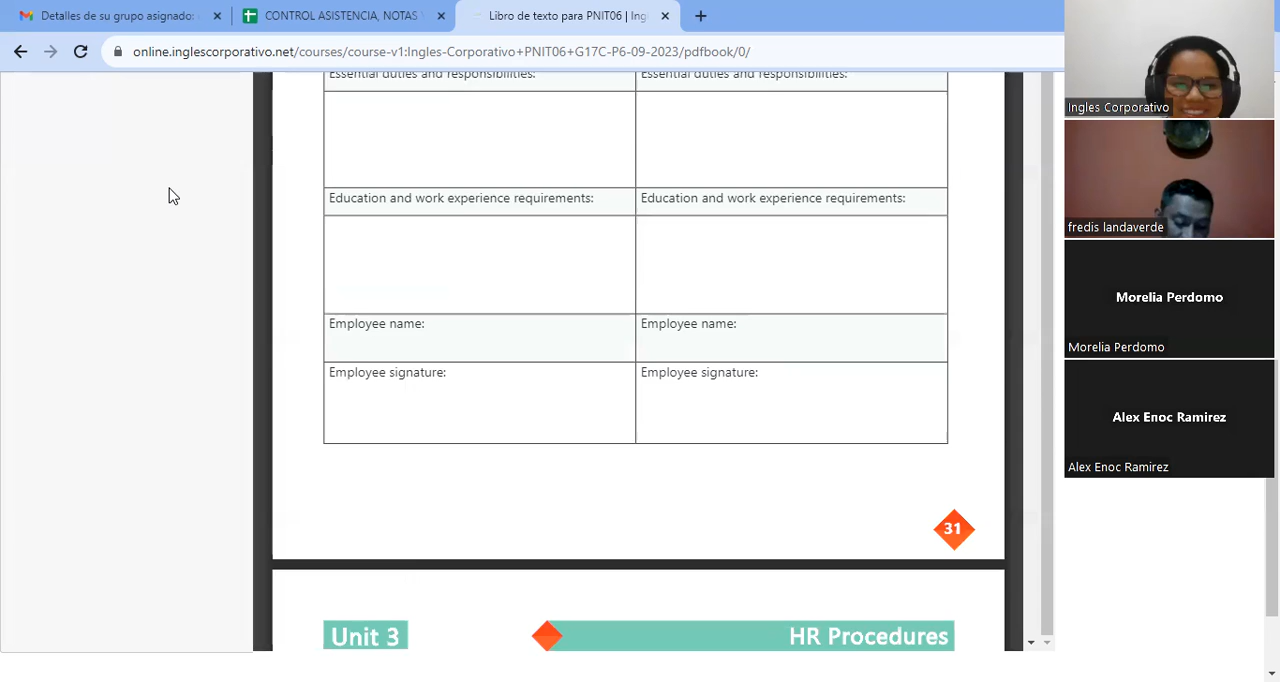 Detalles de su grupo asignado:
CONTROL ASISTENCIA, NOTAS Y
Libro de texto para PNIT06 | Ingl
online.inglescorporativo.net/courses/course-v1:Ingles-Corporativo+PNIT06+G17C-P6-09-2023/pdfbook/0/
Essential duties and responsibilities: Essential duties and responsibilities:
Education and work experience requirements: Education and work experience requirements:
Employee name: Employee name:
Employee signature: Employee signature:
31
Unit 3
HR Procedures
Ingles Corporativo
fredis landaverde
Morelia Perdomo
Morelia Perdomo
Alex Enoc Ramirez
Alex Enoc Ramirez